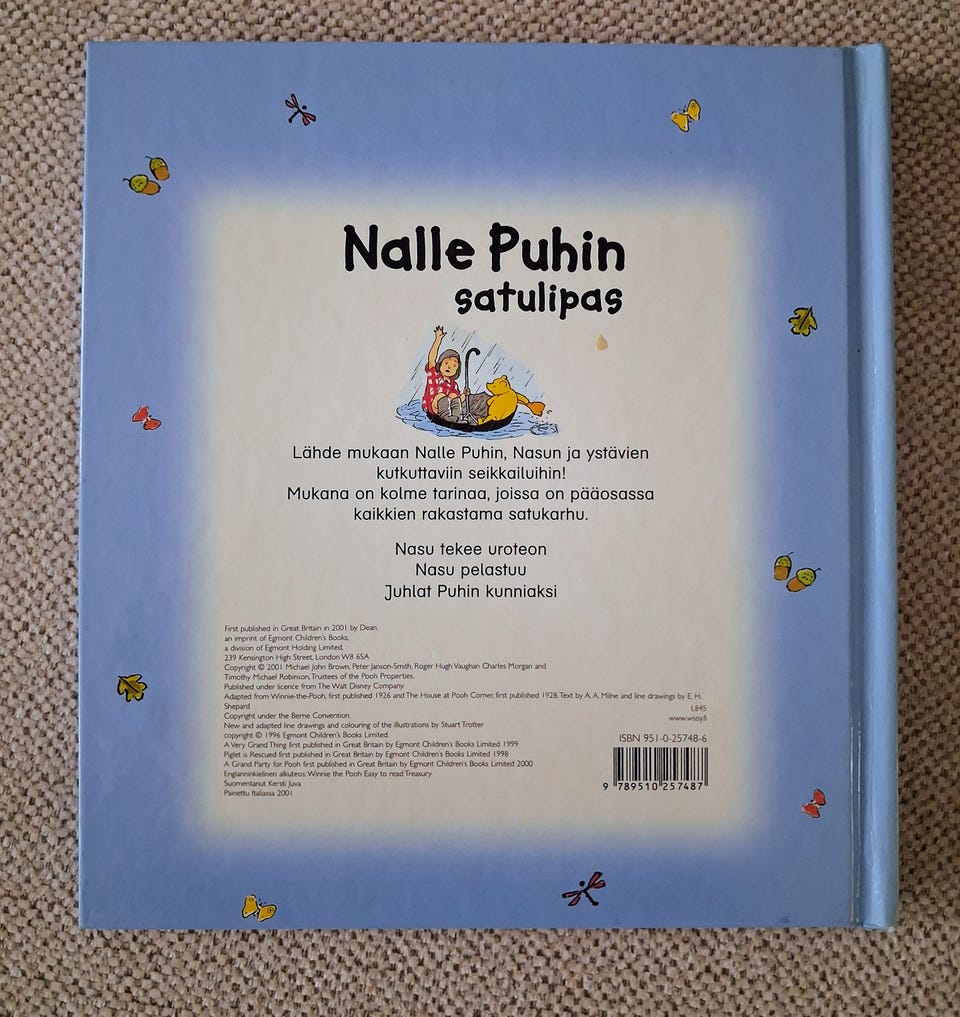 Nalle Puhin
satulipas
Lähde mukaan Nalle Puhin, Nasun ja ystävien
kutkuttaviin seikkailuihin!
Mukana on kolme tarinaa, joissa on pääosassa
kaikkien rakastama satukarhu.
Nasu tekee uroteon
Nasu pelastuu
Juhlat Puhin kunniaksi
First published in Great Britain in 2001 by Dean,
an imprint of Egmont Children's Books,
a division of Egmont Holding Limited,
239 Kensington High Street, London W8 6SA
Copyright © 2001 Michael John Brown, Peter Janson-Smith, Roger Hugh Vaughan Charles Morgan and
Timothy Michael Robinson, Trustees of the Pooh Properties.
Published under licence from The Walt Disney Company
Adapted from Winnie-the-Pooh, first published 1926 and The House at Pooh Corner, first published 1928. Text by A. A. Milne and line drawings by E. H.
Shepard
Copyright under the Berne Convention.
New and adapted line drawings and colouring of the illustrations by Stuart Trotter
copyright © 1996 Egmont Children's Books Limited
A Very Grand Thing first published in Great Britain by Egmont Children's Books Limited 1999
Piglet is Rescued first published in Great Britain by Egmont Children's Books Limited 1998
A Grand Party for Pooh first published in Great Britain by Egmont Children's Books Limited 2000
Englanninkielinen alkuteos: Winnie the Pooh Easy to read Treasury
Suomentanut Kersti Juva
Painettu Italiassa 2001
L845
www.wsoy.fi
ISBN 951-0-25748-6
9 789510 257487